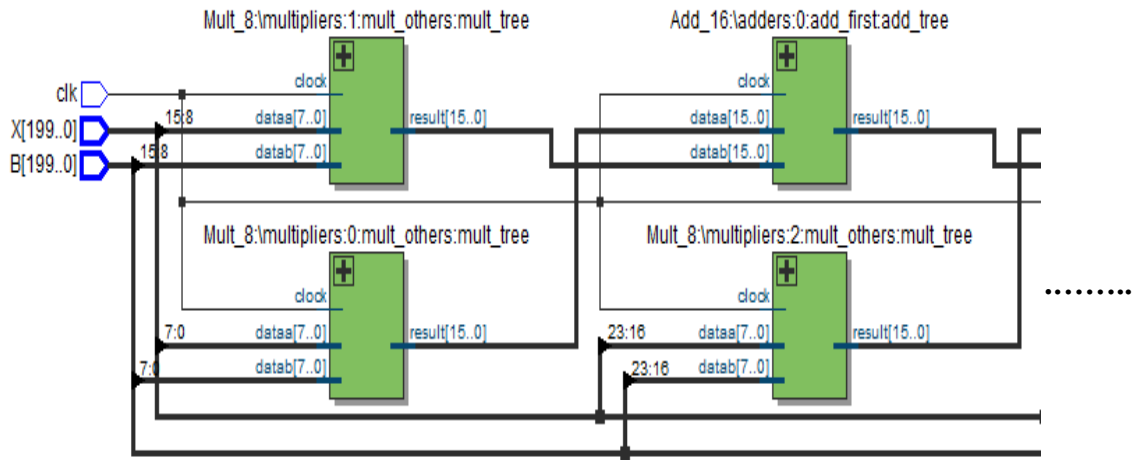 Mult_8:\multipliers:1:mult_others:mult_tree
Add_16:\adders:0:add_first:add_tree
clk
X[199..0]
B[199..0]
15:8
15:8
clock
dataa[7..0]
datab[7..0]
result[15..0]
clock
dataa[15..0]
datab[15..0]
result[15..0]
Mult_8:\multipliers:0:mult_others:mult_tree
Mult_8:\multipliers:2:mult_others:mult_tree
7:0
7:0
clock
dataa[7..0]
datab[7..0]
result[15..0]
23:16
23:16
clock
dataa[7..0]
datab[7..0]
result[15..0]
.........